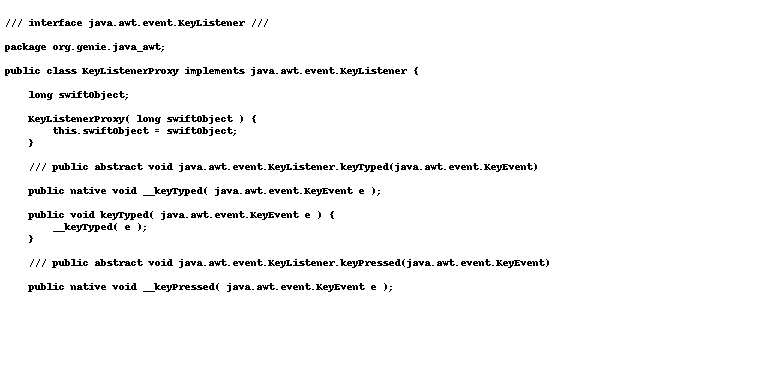 /// interface java.awt.event.KeyListener ///
package org.genie.java_awt;
public class KeyListenerProxy implements java.awt.event.KeyListener {
long swiftObject;
KeyListenerProxy( long swiftObject ) {
this.swiftObject = swiftObject;
}
/// public abstract void java.awt.event.KeyListener.keyTyped(java.awt.event.KeyEvent)
public native void __keyTyped( java.awt.event.KeyEvent e );
public void keyTyped( java.awt.event.KeyEvent e ) {
__keyTyped( e );
}
/// public abstract void java.awt.event.KeyListener.keyPressed(java.awt.event.KeyEvent)
public native void __keyPressed( java.awt.event.KeyEvent e );